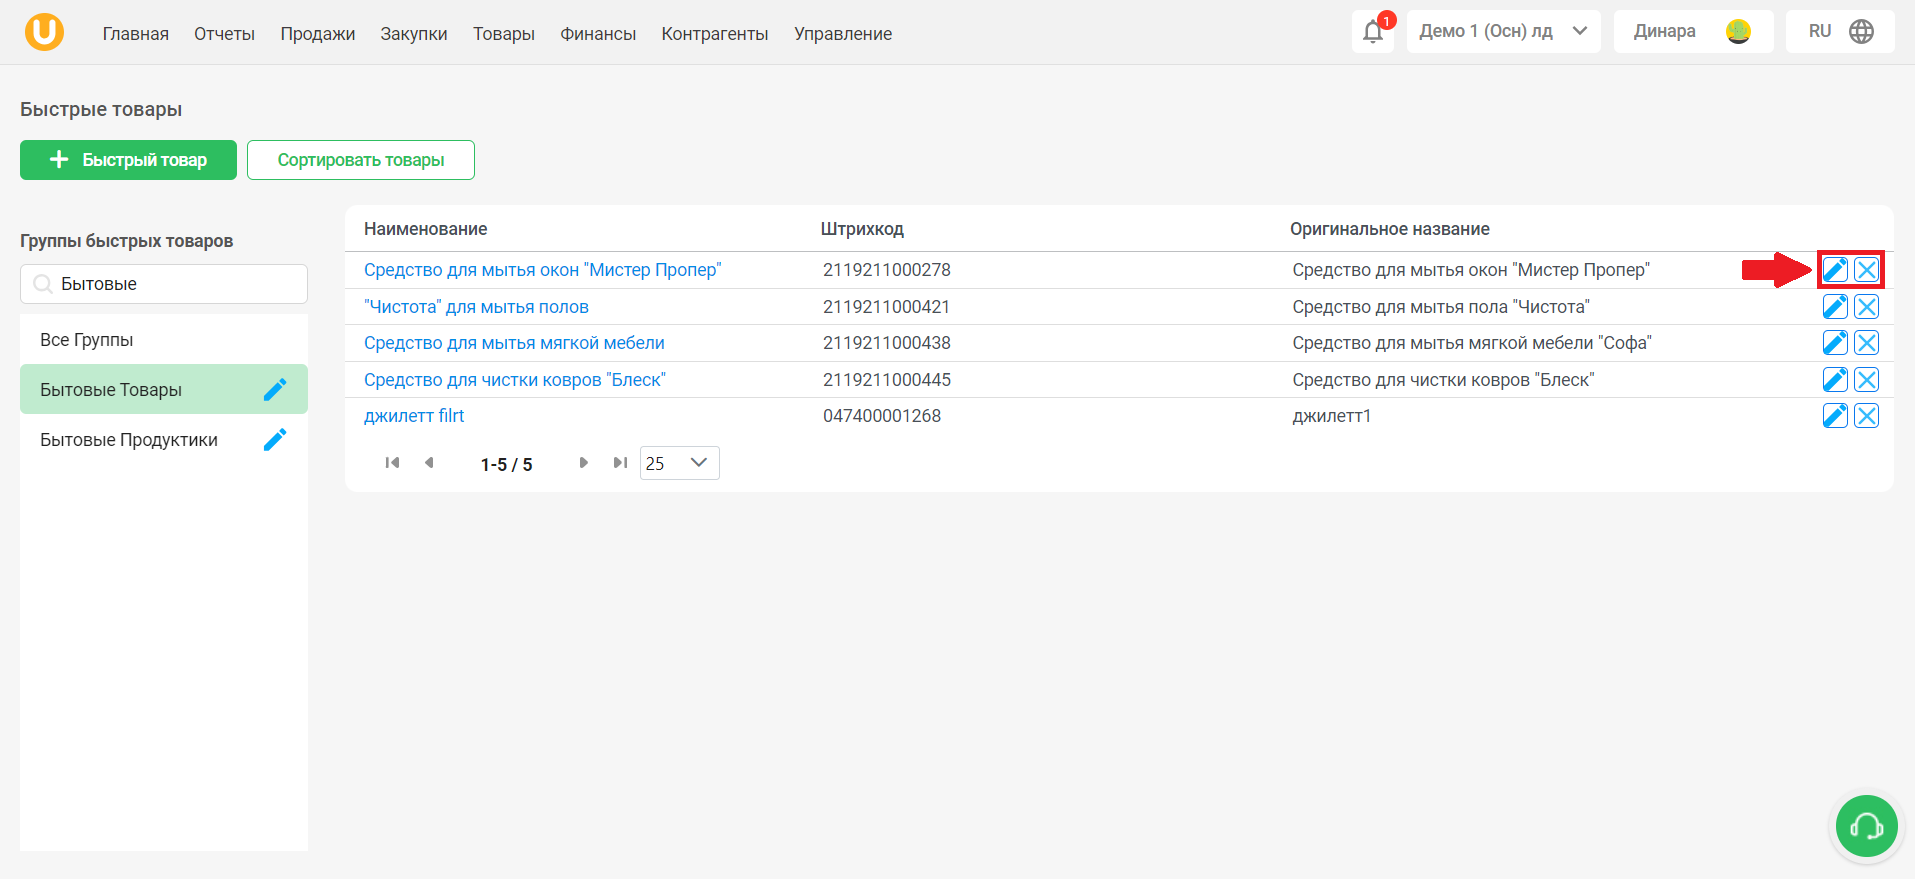 U Главная Отчеты Продажи Закупки Товары Финансы Контрагенты Управление 1 Демо 1 (Осн) лд Динара RU
Быстрые товары
+ Быстрый товар Сортировать товары
Группы быстрых товаров
Бытовые
Все Группы
Бытовые Товары
Бытовые Продуктики
Наименование Штрихкод Оригинальное название
Средство для мытья окон "Мистер Пропер" 2119211000278 Средство для мытья окон "Мистер Пропер"
"Чистота" для мытья полов 2119211000421 Средство для мытья пола "Чистота"
Средство для мытья мягкой мебели 2119211000438 Средство для мытья мягкой мебели "Софа"
Средство для чистки ковров "Блеск" 2119211000445 Средство для чистки ковров "Блеск"
джилетт filrt 047400001268 джилетт1
1-5 / 5 25